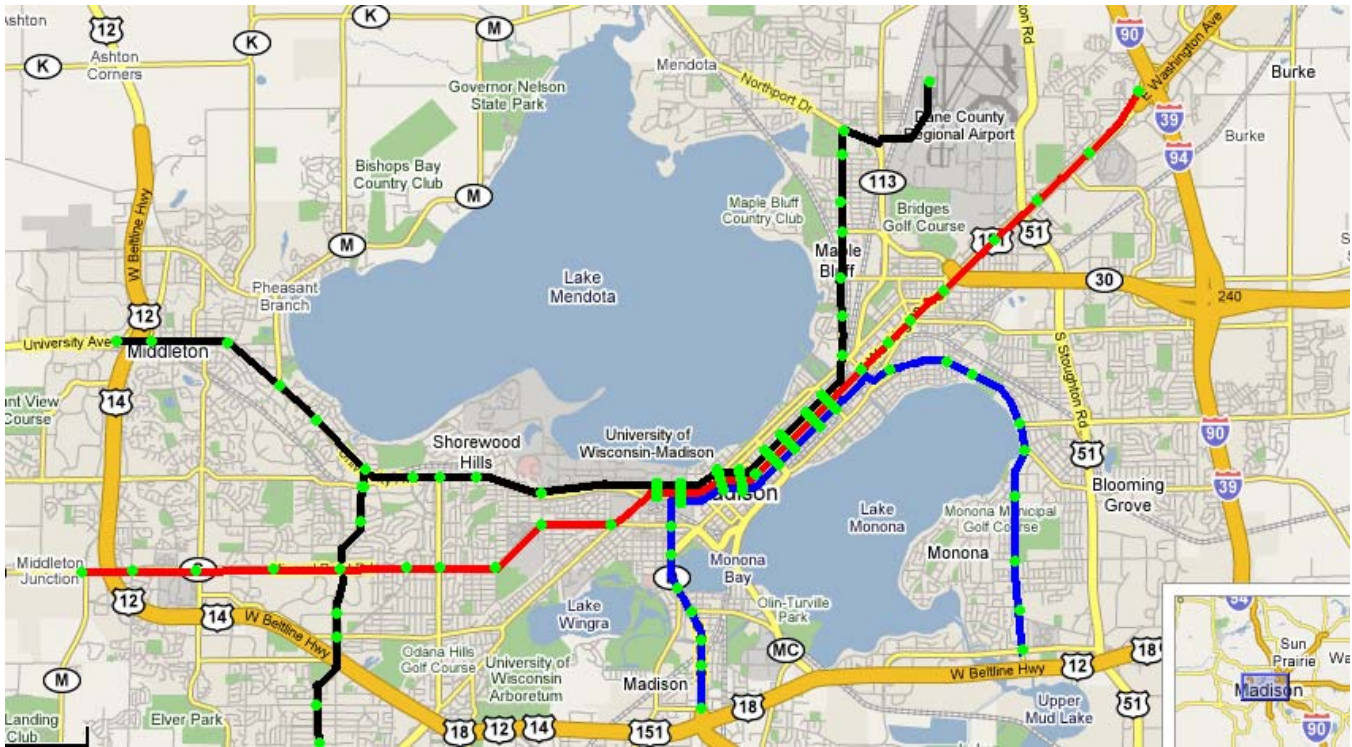 Ashton
K
12
Ashton
Corners
K
K
M
M
Governor Nelson
State Park
Mendota
Northport Dr
90
E Washington Ave
Burke
39
Burke
94
Dane County
Regional Airport
113
Bishops Bay
Country Club
M
M
W Beltline Hwy
Maple Bluff
Country Club
Bridges
Golf Course
51
Maple
Bluff
Lake
Mendota
30
240
Pheasant
Branch
12
University Ave
Middleton
14
S Stoughton Rd
Course
Shorewood
Hills
University of
Wisconsin-Madison
90
51
39
Blooming
Grove
Lake
Monona
Monona Municipal
Golf Course
Monona
Monona
Bay
Middleton
Junction
12
14
W Beltline Hwy
Lake
Wingra
Olin-Turville
Park
MC
Odana Hills
Golf Course
University of
Wisconsin
Arboretum
Madison
M
Landing
Club
Elver Park
18
12
14
151
18
W Beltline Hwy
12
18
Upper
Mud Lake
51
94
Sun
Prairie
Madison
90